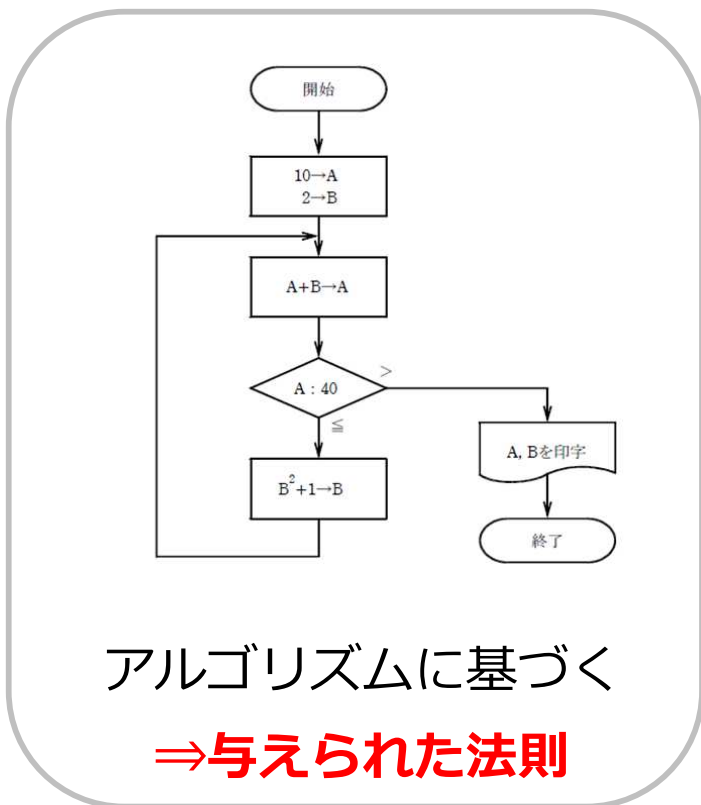 開始
10→A
2→B
A+B→A
A : 40
>
≦
A, Bを印字
B²+1→B
終了
アルゴリズムに基づく
⇒与えられた法則